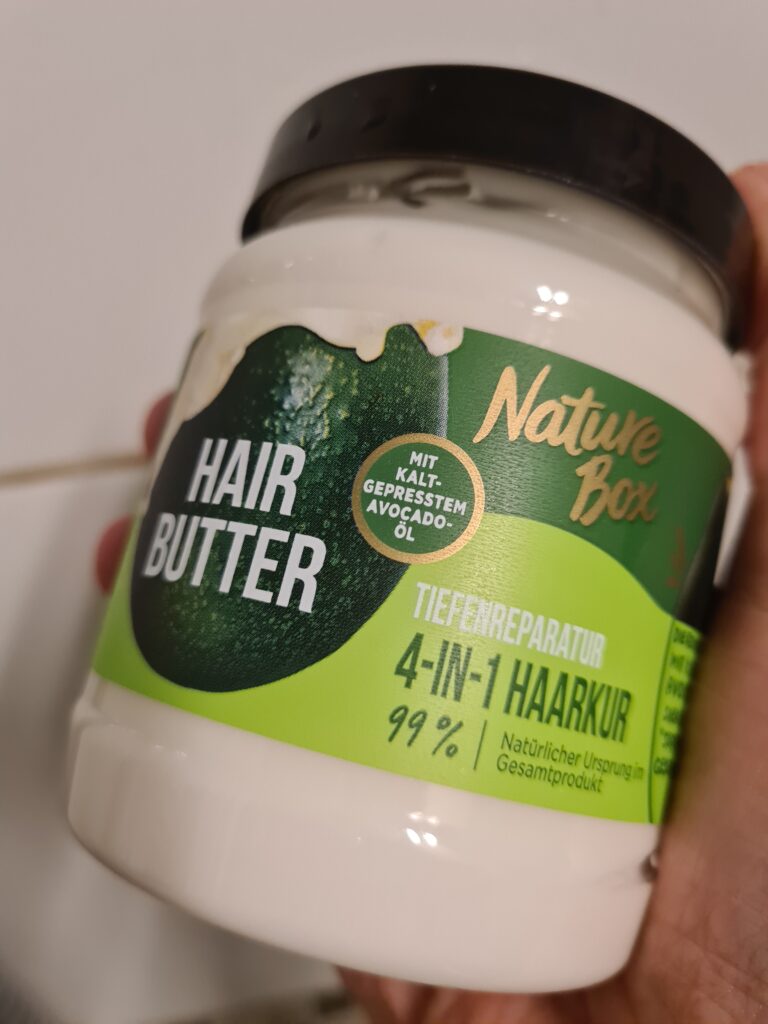 Nature
Box
HAIR
BUTTER
MIT
KALT-
GEPRESSTEM
AVOCADO-
ÖL
TIEFENREPARATUR
4-IN-1 HAARKUR
99%
Natürlicher Ursprung im
Gesamtprodukt